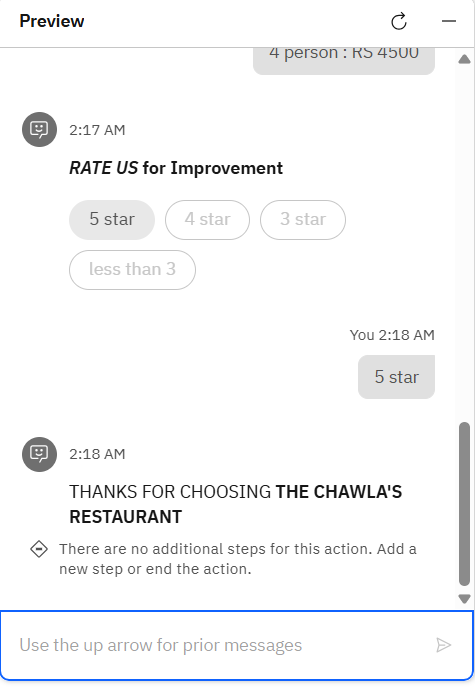 Preview
4 person : RS 4500
2:17 AM
RATE US for Improvement
5 star
4 star
3 star
less than 3
You 2:18 AM
5 star
2:18 AM
THANKS FOR CHOOSING THE CHAWLA'S
RESTAURANT
There are no additional steps for this action. Add a
new step or end the action.
Use the up arrow for prior messages